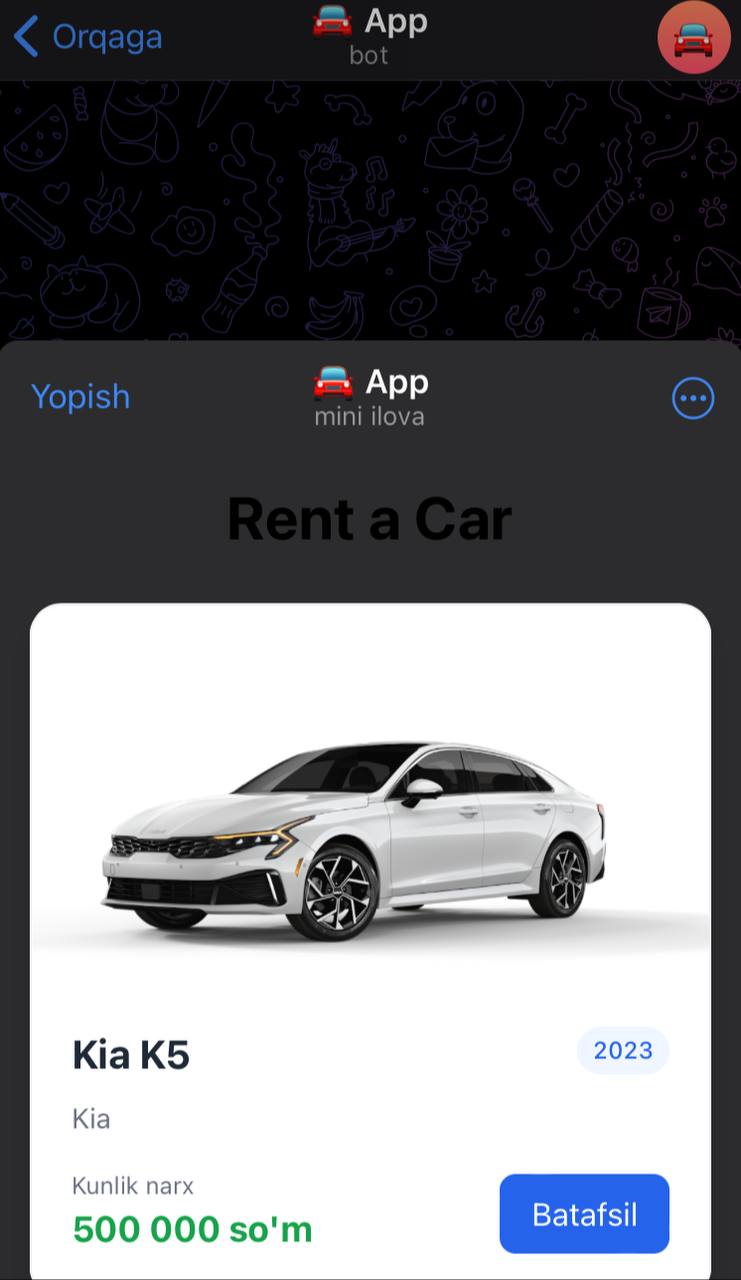 Orqaga
🚘 App
bot
Yopish
🚘 App
mini ilova
Rent a Car
Kia K5
2023
Kia
Kunlik narx
500 000 so'm
Batafsil